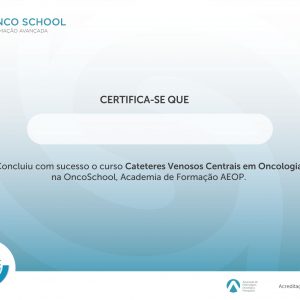 NCO SCHOOL
MAÇÃO AVANÇADA
CERTIFICA-SE QUE
Concluiu com sucesso o curso Cateteres Venosos Centrais em Oncologia
na OncoSchool, Academia de Formação AEOP.
Acreditaç